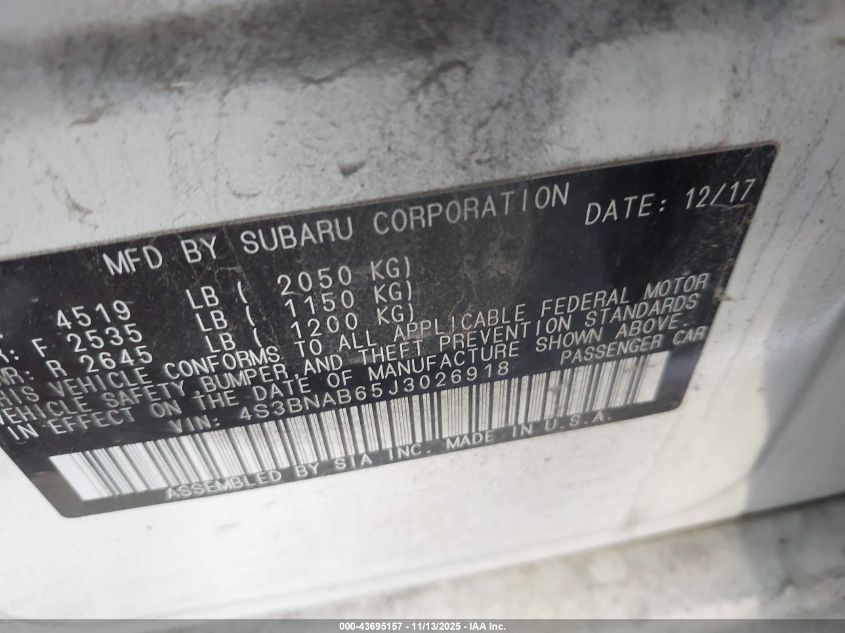 MFD BY SUBARU CORPORATION DATE: 12/17
4519 LB ( 2050 KG)
F 2535 LB ( 1150 KG)
R 2645 LB ( 1200 KG)
THIS VEHICLE CONFORMS TO ALL APPLICABLE FEDERAL MOTOR
VEHICLE SAFETY BUMPER, AND THEFT PREVENTION STANDARDS
IN EFFECT ON THE DATE OF MANUFACTURE SHOWN ABOVE.
VIN: 4S3BNAB65J3026918 PASSENGER CAR
ASSEMBLED BY SIA INC. MADE IN U.S.A.
000-43695157 - 11/13/2025 - IAA Inc.